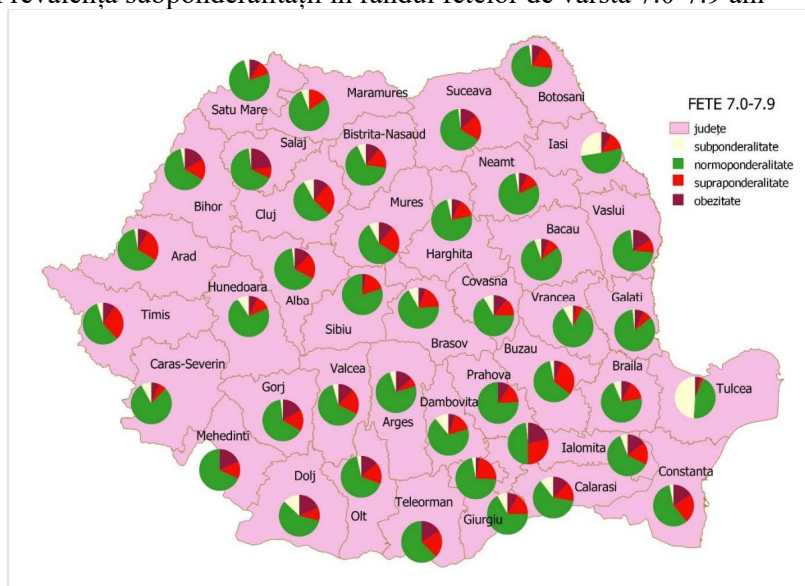 Prevalența subponderalității în rândul fetelor de vârsta 7.0-7.9 ani
FETE 7.0-7.9
județe
subponderalitate
normoponderalitate
supraponderalitate
obezitate
Satu Mare
Maramures
Suceava
Botosani
Salaj
Bistrita-Nasaud
Iasi
Neamt
Bihor
Cluj
Mures
Vaslui
Arad
Harghita
Bacau
Hunedoara
Alba
Covasna
Vrancea
Galati
Timis
Sibiu
Brasov
Buzau
Caras-Severin
Valcea
Prahova
Braila
Tulcea
Gorj
Arges
Dambovita
Mehedinti
Ialomita
Dolj
Olt
Teleorman
Giurgiu
Calarasi
Constanta